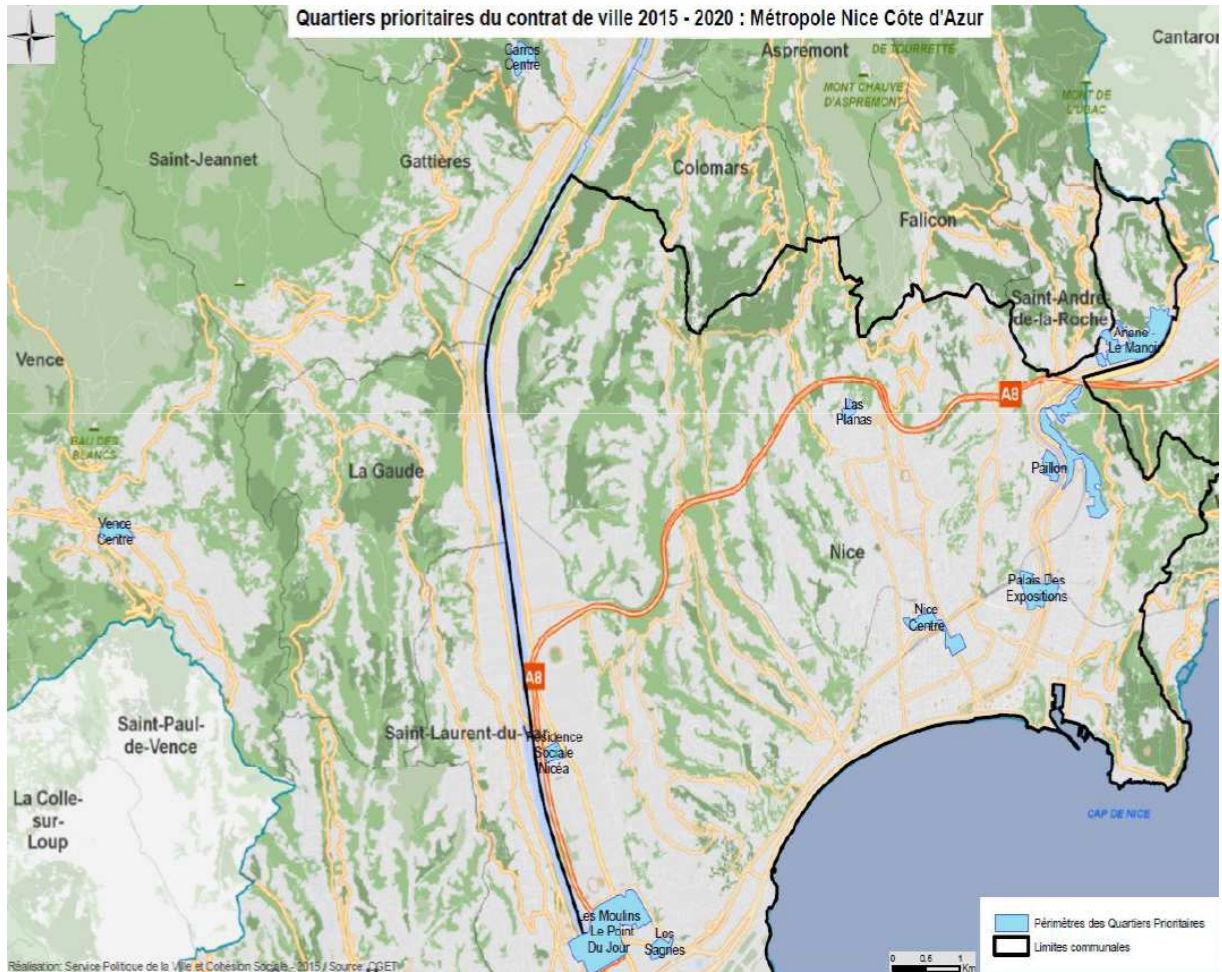 Quartiers prioritaires du contrat de ville 2015 - 2020 : Métropole Nice Côte d'Azur
Carros
Centre
Aspremont
DE TOURRETTE
Cantaron
MONT CHAUVE
D'ASPREMONT
MONT DE
L'UBAC
Saint-Jeannet
Gattières
Colomars
Falicon
Saint-André-
de-la-Roche
Ariane -
Le Manoir
Vence
A8
Las
Planas
BAU DES
BLANCS
La Gaude
Paillon
Vence
Centre
Nice
Palais Des
Expositions
Nice
Centre
A8
Saint-Paul-
de-Vence
Saint-Laurent-du-Var
Résidence
Sociale
Nicéa
La Colle-
sur-
Loup
CAP DE NICE
Les Moulins
Le Point
Du Jour
Les
Sagnes
Périmètres des Quartiers Prioritaires
Limites communales
0 0.5 1
Km
Réalisation: Service Politique de la Ville et Cohésion Sociale - 2015 / Source: CGET